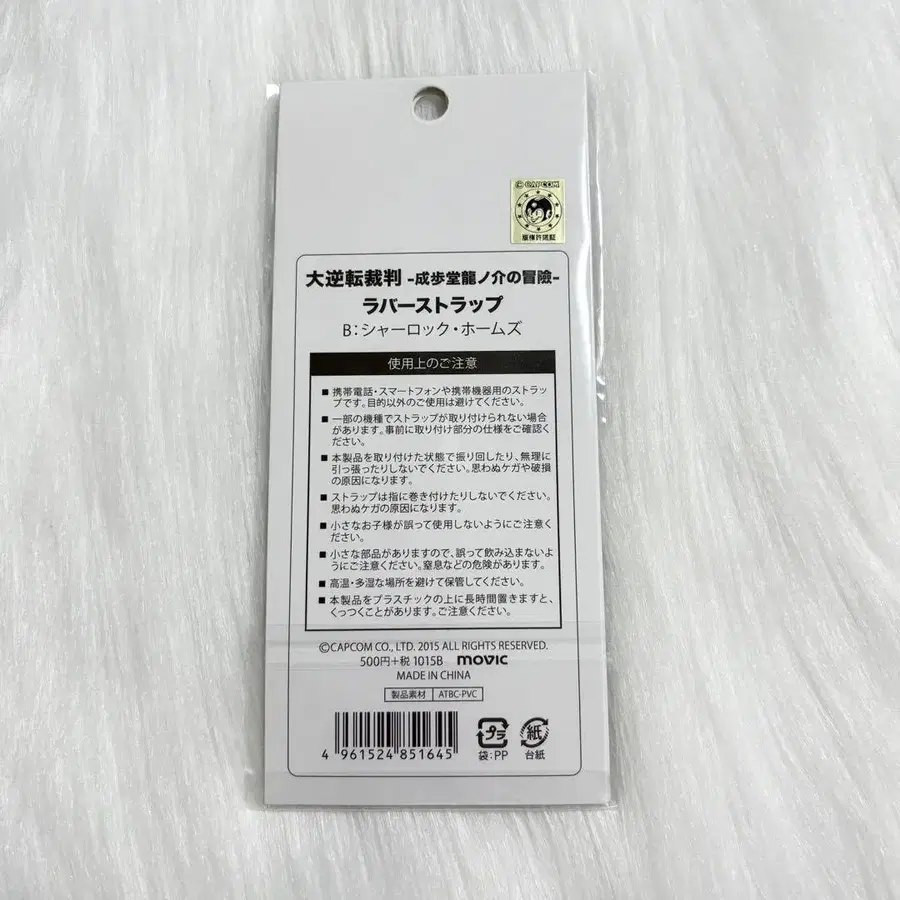 ©CAPCOM
版権許諾証
大逆転裁判 -成歩堂龍ノ介の冒險-
ラバーストラップ
B:シャーロック・ホームズ
使用上のご注意
■ 携帯電話・スマートフォンや携帯機器用のストラッ
プです。目的以外のご使用は避けてください。
■ 一部の機種でストラップが取り付けられない場合
があります。事前に取り付け部分の仕様をご確認く
ださい。
■ 本製品を取り付けた状態で振り回したり、無理に
引っ張ったりしないでください。思わぬケガや破損
の原因になります。
■ ストラップは指に巻き付けたりしないでください。
思わぬケガの原因になります。
■ 小さなお子様が誤って使用しないようにご注意く
ださい。
■ 小さな部品がありますので、誤って飲み込まないよ
うにご注意ください。窒息などの危険があります。
■ 高温・多湿な場所を避けて保管してください。
■ 本製品をプラスチックの上に長時間置きますと、
くっつくことがあります。ご注意ください。
©CAPCOM CO., LTD. 2015 ALL RIGHTS RESERVED.
500円+税 1015B movic
MADE IN CHINA
製品素材 ATBC-PVC
4 961524 851645
プラ 紙
袋:PP 台紙